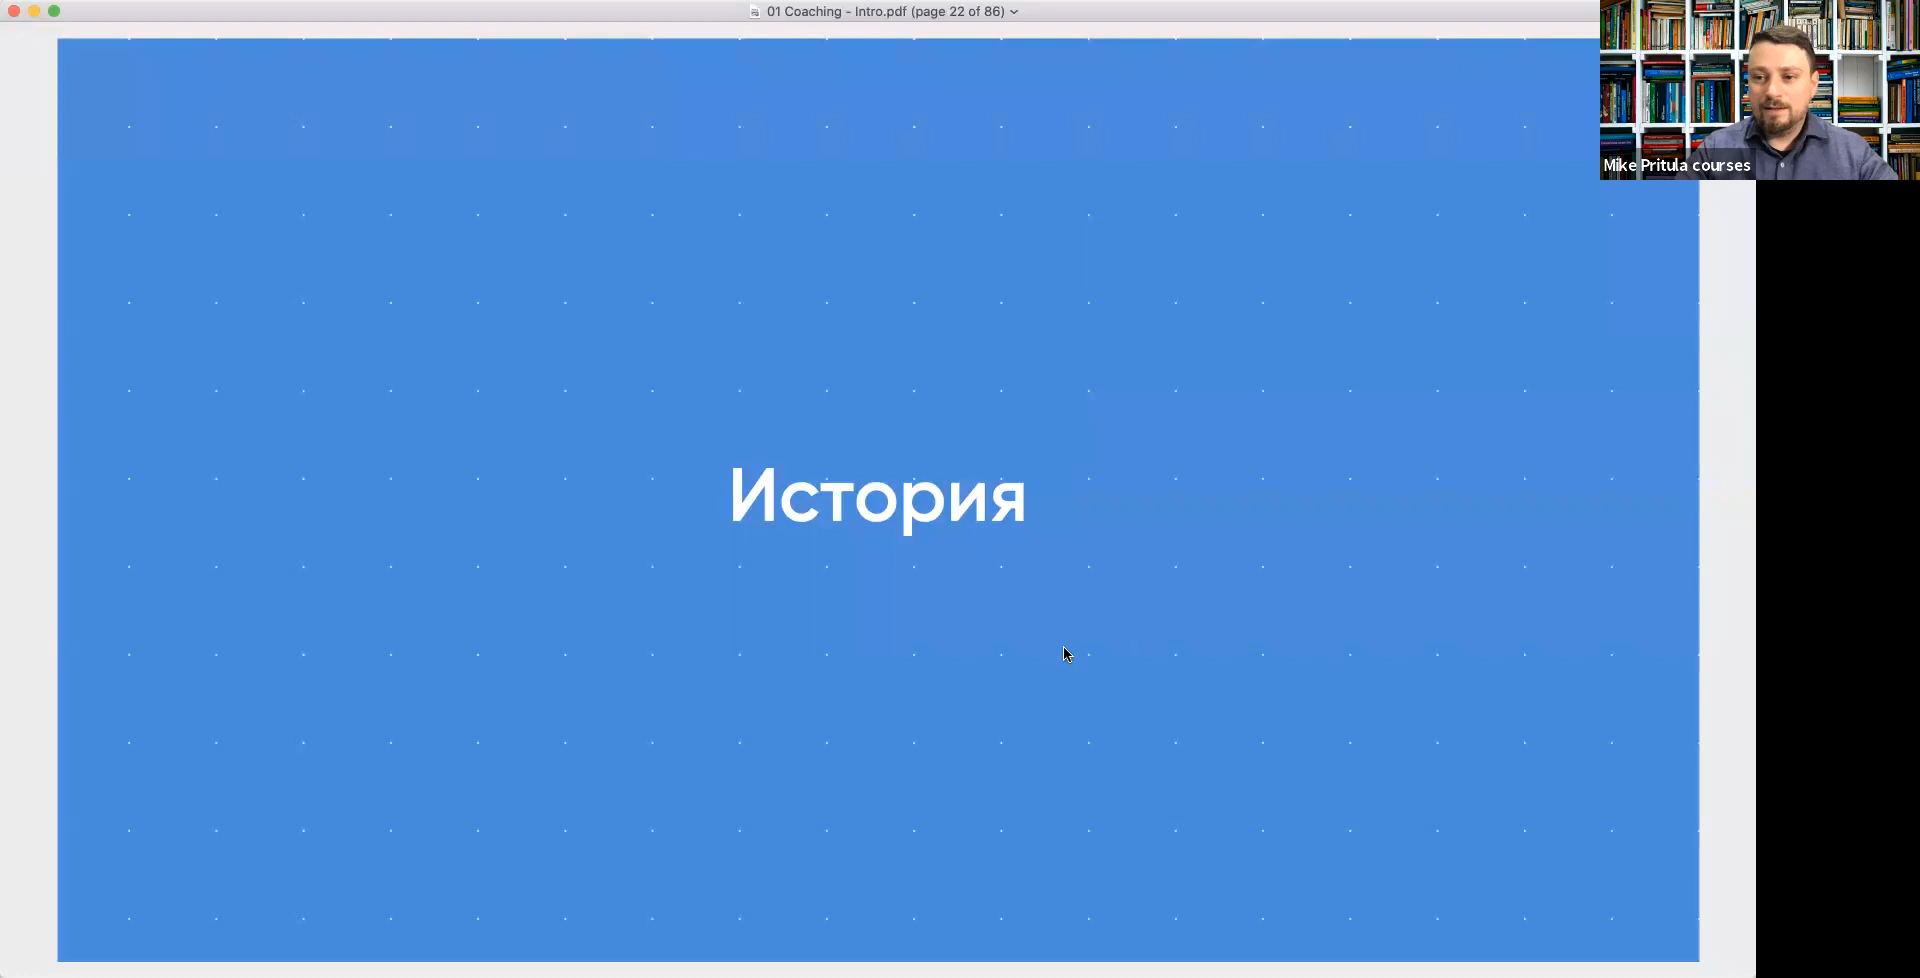 01 Coaching - Intro.pdf (page 22 of 86)
Mike Pritula courses
История